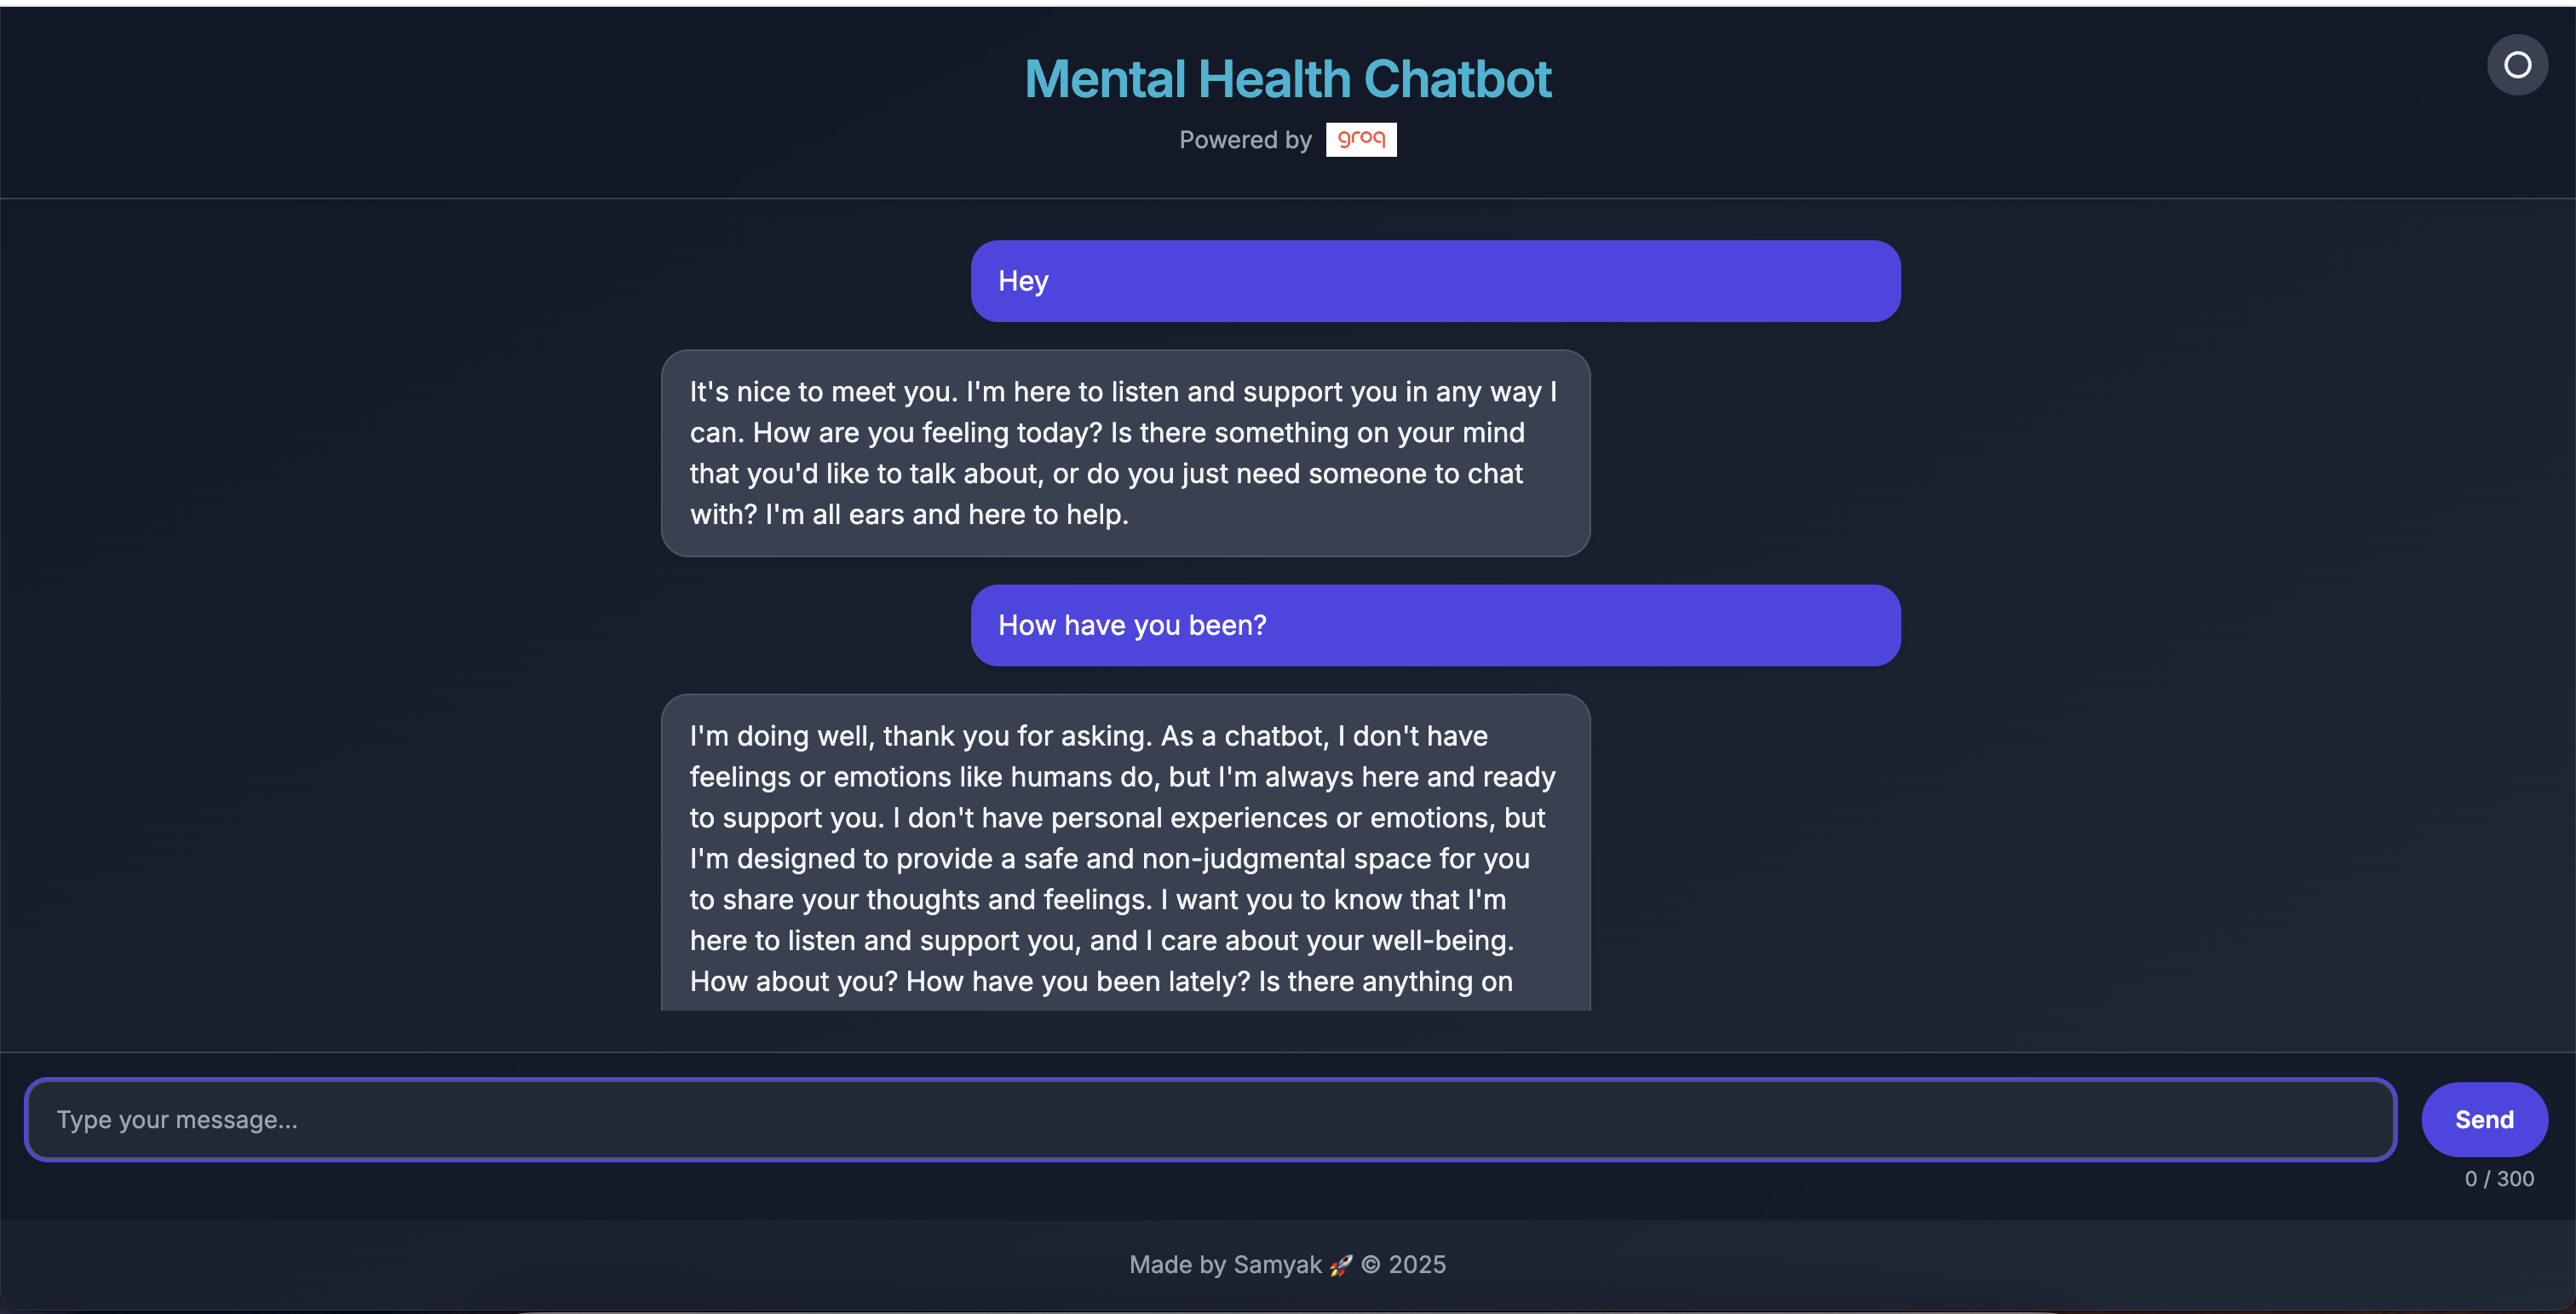 Mental Health Chatbot
Powered by groq
Hey
It's nice to meet you. I'm here to listen and support you in any way I
can. How are you feeling today? Is there something on your mind
that you'd like to talk about, or do you just need someone to chat
with? I'm all ears and here to help.
How have you been?
I'm doing well, thank you for asking. As a chatbot, I don't have
feelings or emotions like humans do, but I'm always here and ready
to support you. I don't have personal experiences or emotions, but
I'm designed to provide a safe and non-judgmental space for you
to share your thoughts and feelings. I want you to know that I'm
here to listen and support you, and I care about your well-being.
How about you? How have you been lately? Is there anything on
Type your message...
Send
0 / 300
Made by Samyak 🚀 © 2025